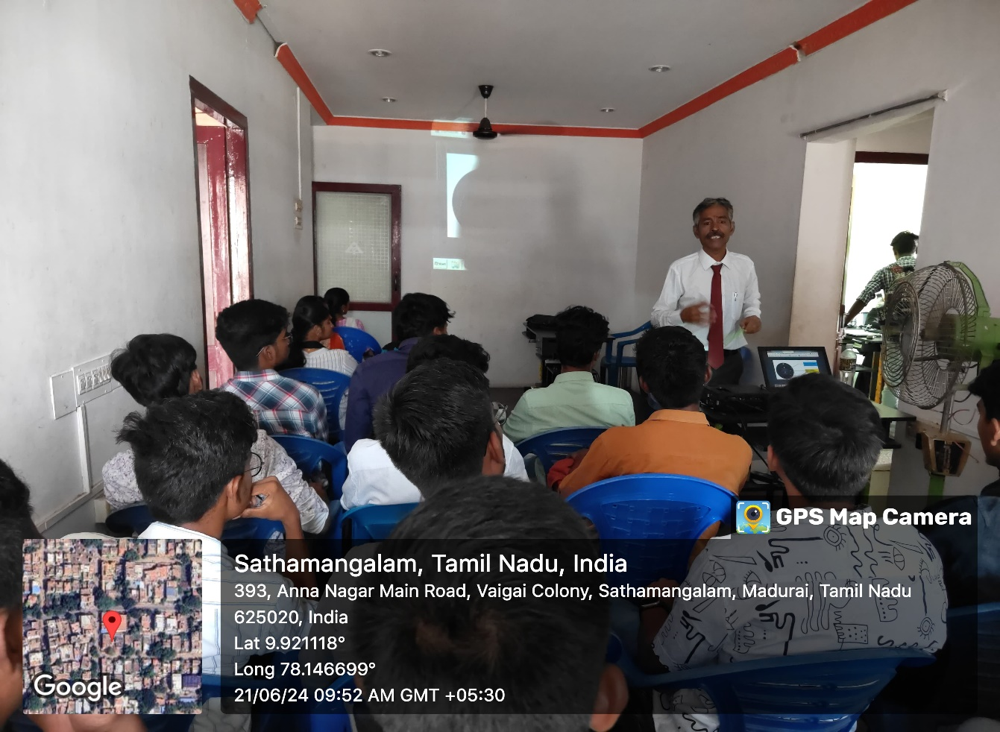 GPS Map Camera
Sathamangalam, Tamil Nadu, India
393, Anna Nagar Main Road, Vaigai Colony, Sathamangalam, Madurai, Tamil Nadu
625020, India
Lat 9.921118°
Long 78.146699°
21/06/24 09:52 AM GMT +05:30
Google